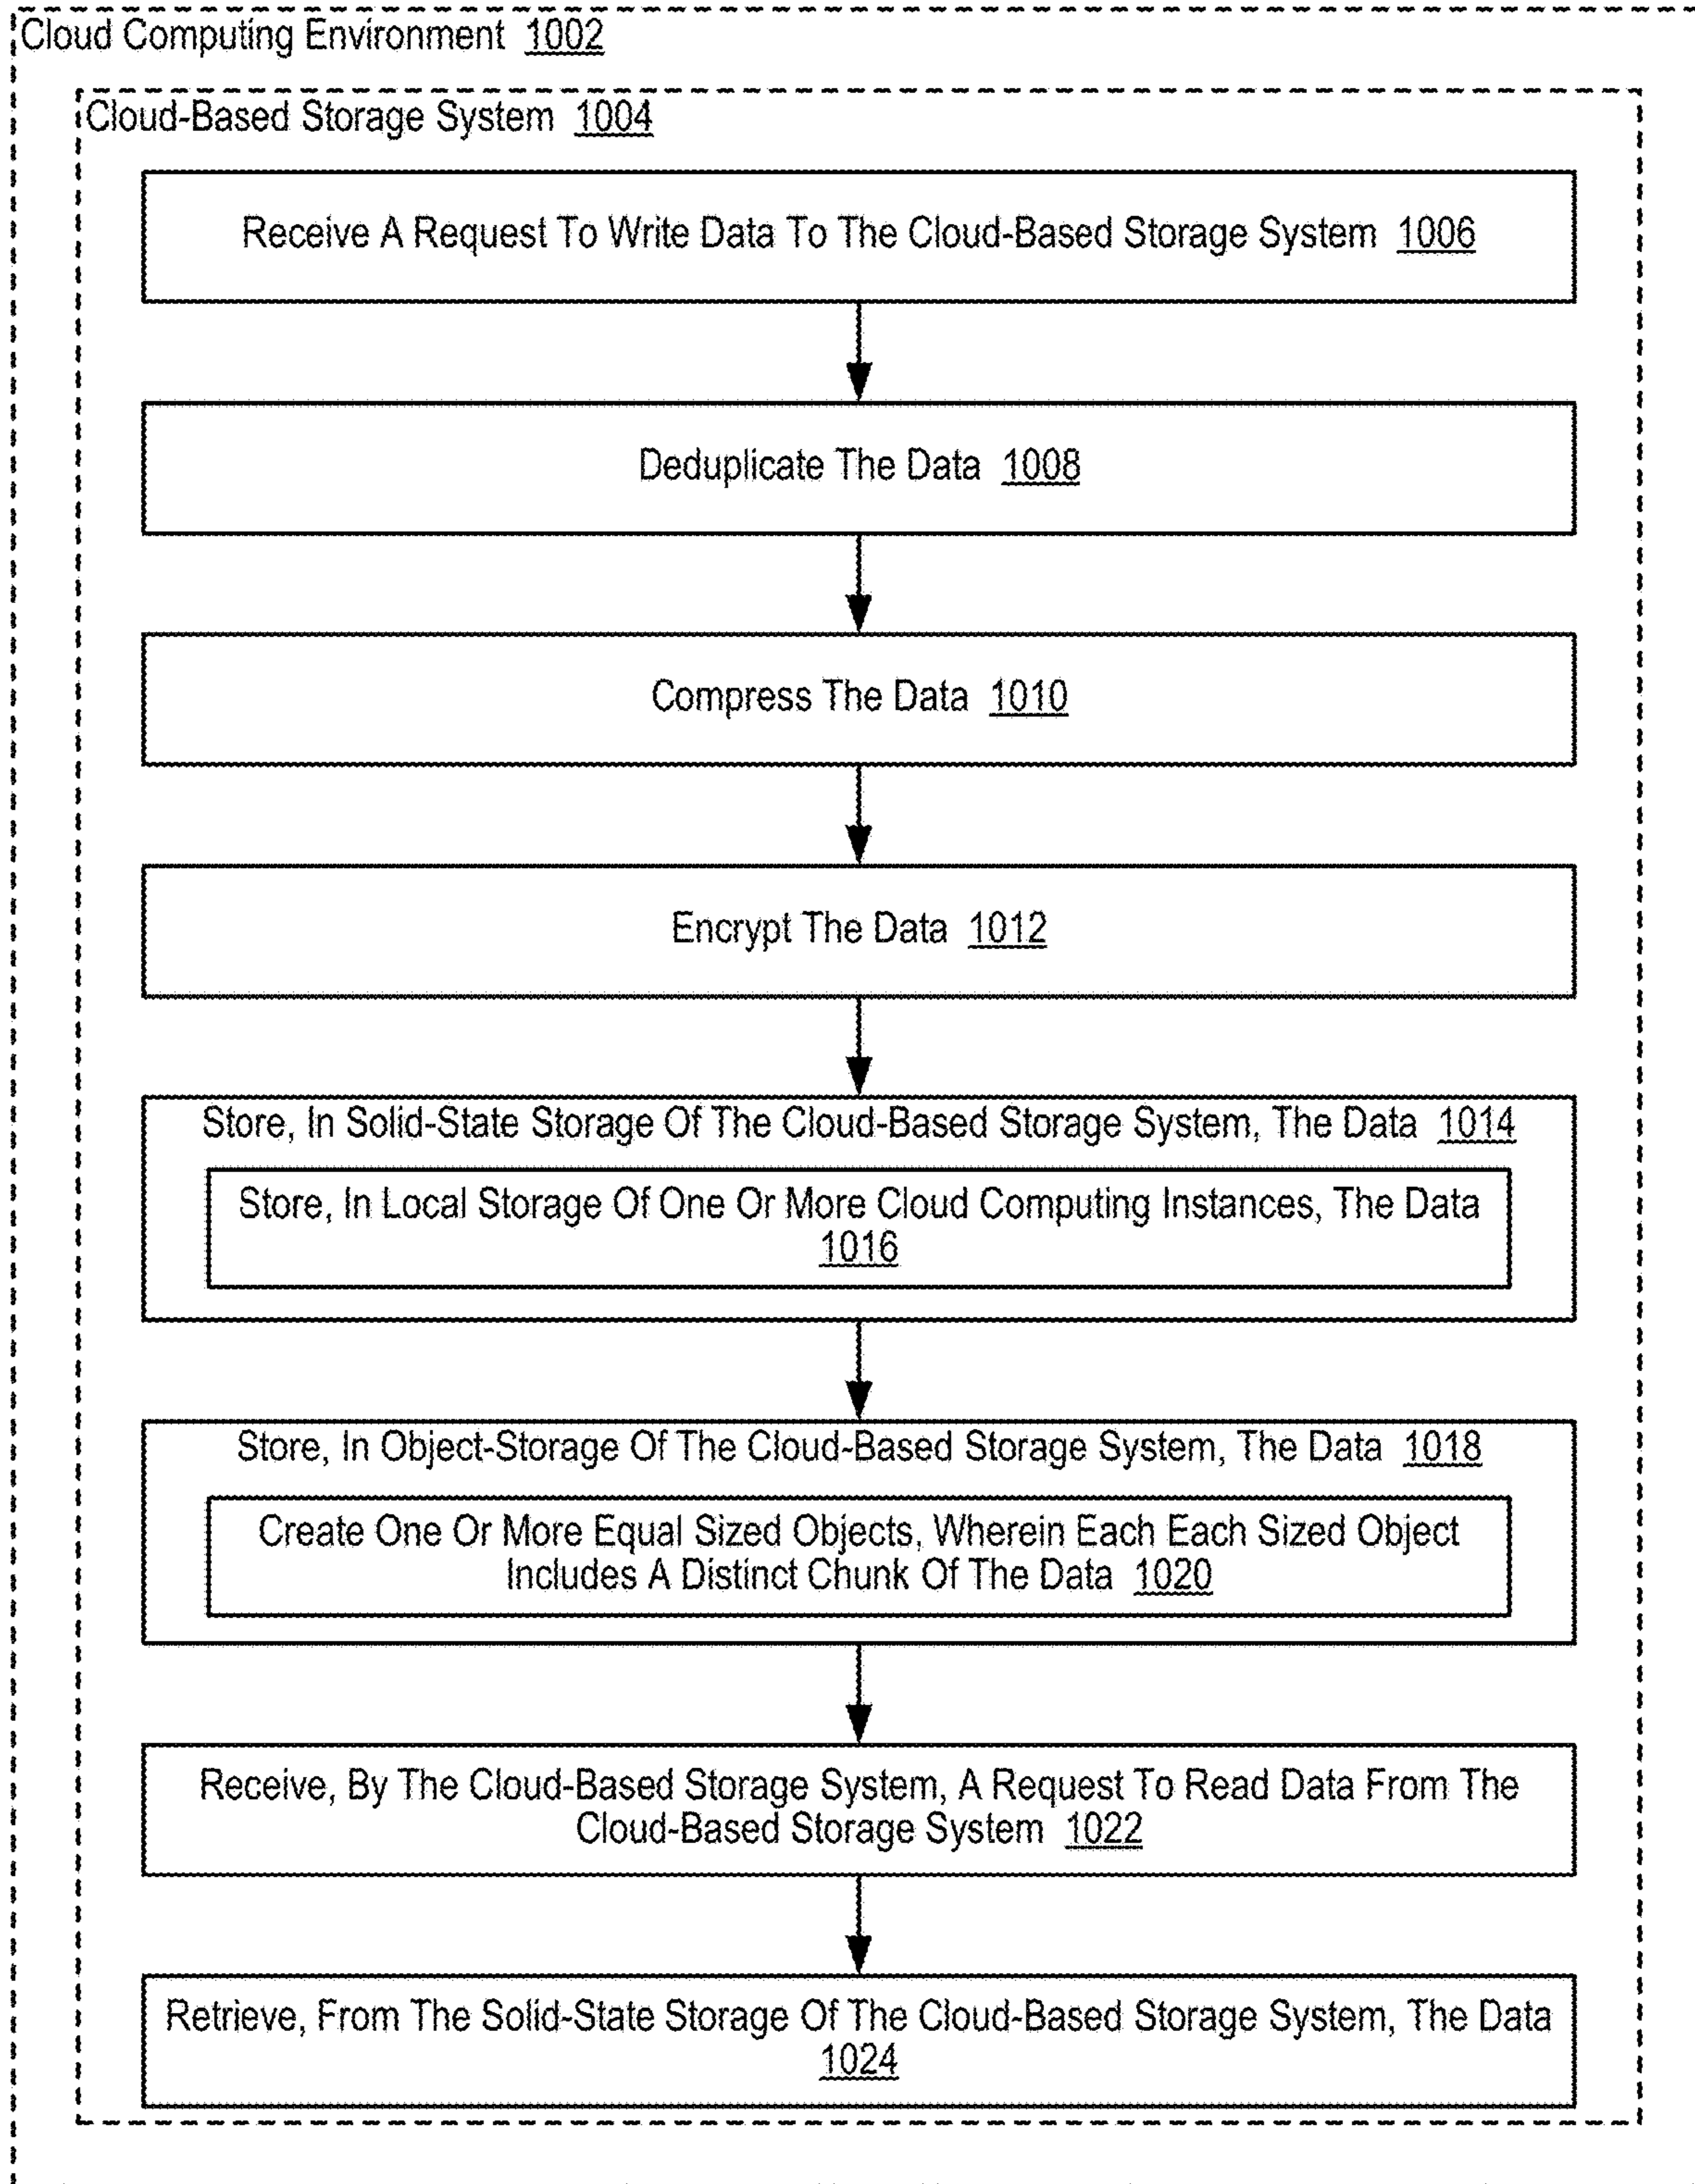 Cloud Computing Environment 1002
Cloud-Based Storage System 1004
Receive A Request To Write Data To The Cloud-Based Storage System 1006
Deduplicate The Data 1008
Compress The Data 1010
Encrypt The Data 1012
Store, In Solid-State Storage Of The Cloud-Based Storage System, The Data 1014
Store, In Local Storage Of One Or More Cloud Computing Instances, The Data
1016
Store, In Object-Storage Of The Cloud-Based Storage System, The Data 1018
Create One Or More Equal Sized Objects, Wherein Each Each Sized Object
Includes A Distinct Chunk Of The Data 1020
Receive, By The Cloud-Based Storage System, A Request To Read Data From The
Cloud-Based Storage System 1022
Retrieve, From The Solid-State Storage Of The Cloud-Based Storage System, The Data
1024